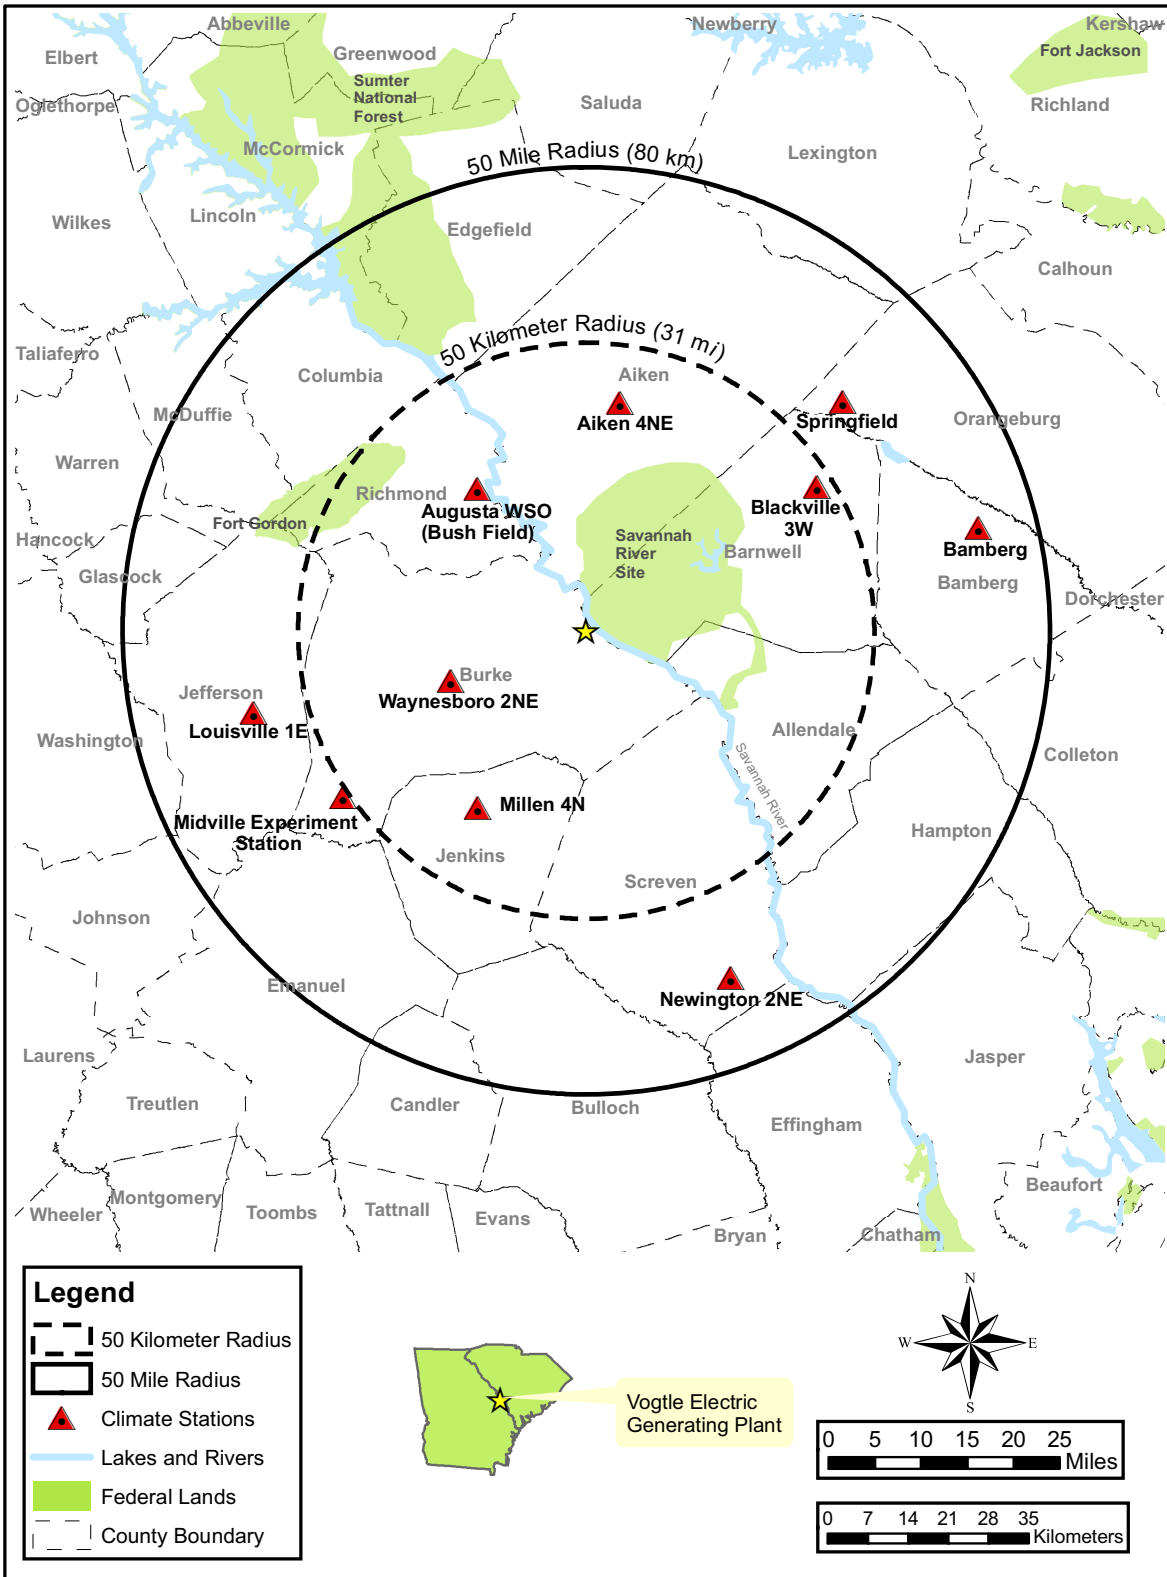 Abbeville
Newberry
Kershaw
Elbert
Greenwood
Fort Jackson
Sumter
National
Forest
Oglethorpe
Saluda
Richland
McCormick
50 Mile Radius (80 km)
Lexington
Wilkes
Lincoln
Edgefield
Calhoun
50 Kilometer Radius (31 mi)
Taliaferro
Columbia
Aiken
McDuffie
Aiken 4NE
Springfield
Orangeburg
Warren
Richmond
Augusta WSO
(Bush Field)
Blackville
3W
Fort Gordon
Hancock
Savannah
River
Site
Barnwell
Bamberg
Glascock
Bamberg
Dorchester
Burke
Waynesboro 2NE
Jefferson
Louisville 1E
Washington
Allendale
Savannah River
Colleton
Millen 4N
Midville Experiment
Station
Hampton
Jenkins
Screven
Johnson
Emanuel
Newington 2NE
Laurens
Jasper
Treutlen
Candler
Bulloch
Effingham
Beaufort
Montgomery
Wheeler
Toombs
Tattnall
Evans
Bryan
Chatham
Legend
50 Kilometer Radius
50 Mile Radius
Climate Stations
Lakes and Rivers
Federal Lands
County Boundary
Vogtle Electric
Generating Plant
N
W
E
S
0 5 10 15 20 25
Miles
0 7 14 21 28 35
Kilometers